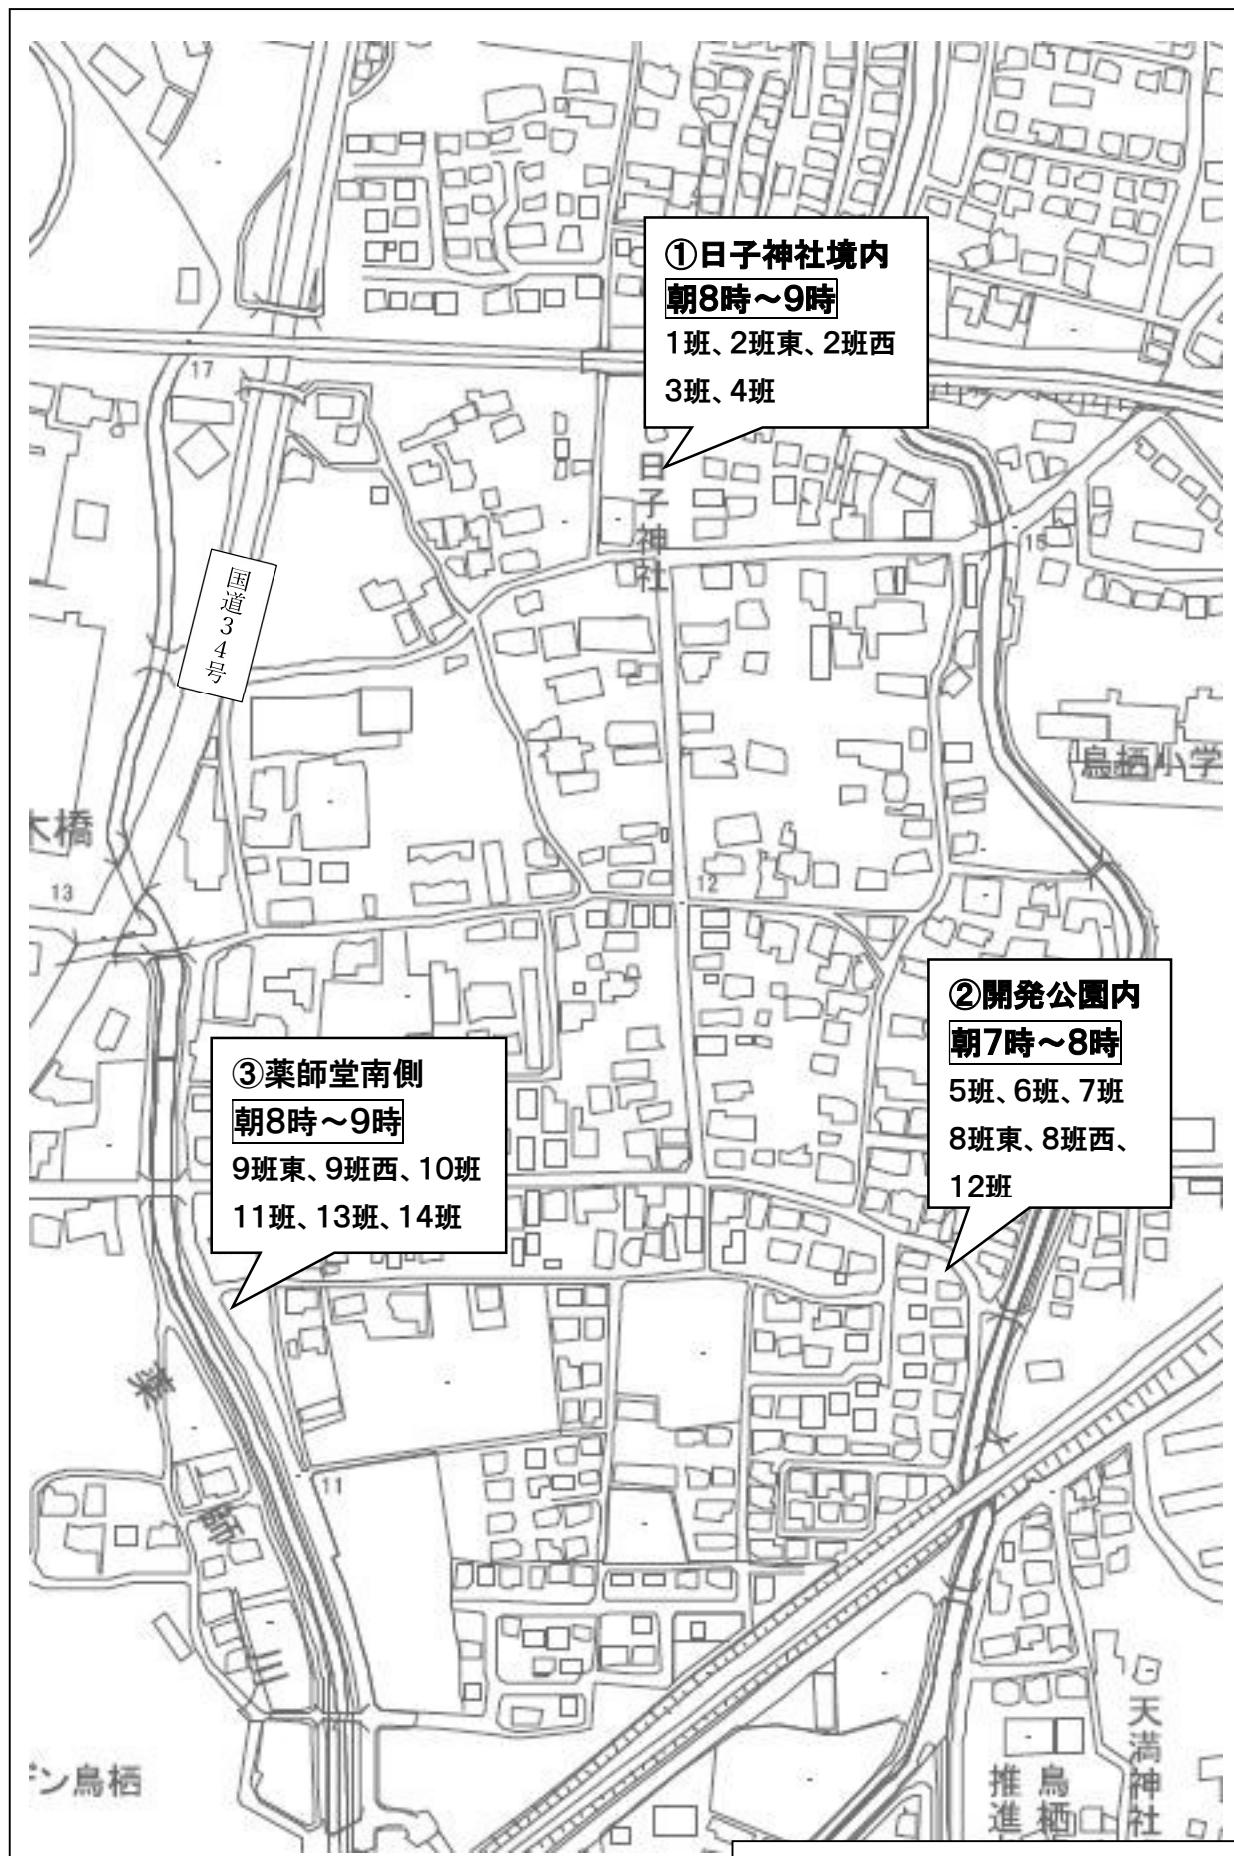 ①日子神社境内
朝8時～9時
1班、2班東、2班西
3班、4班
17
日子神社
15
国道34号
鳥栖小学
木橋
13
12
②開発公園内
朝7時～8時
5班、6班、7班
8班東、8班西、
12班
③薬師堂南側
朝8時～9時
9班東、9班西、10班
11班、13班、14班
薬師川
11
天満神社
鳥栖
推進
デン鳥栖